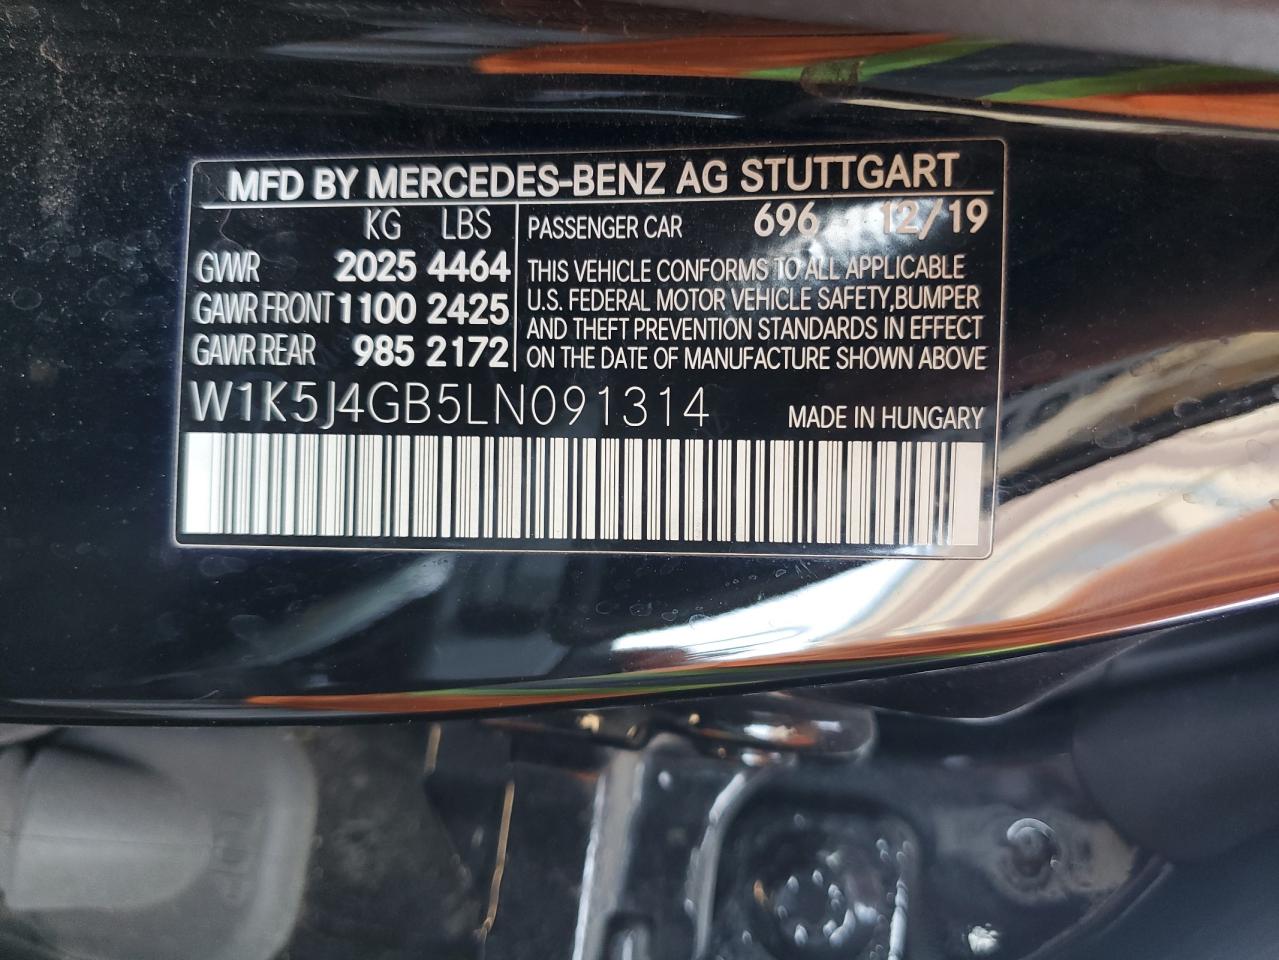 MFD BY MERCEDES-BENZ AG STUTTGART
KG LBS
GVWR 2025 4464
GAWR FRONT 1100 2425
GAWR REAR 985 2172
PASSENGER CAR 696 12/19
THIS VEHICLE CONFORMS TO ALL APPLICABLE
U.S. FEDERAL MOTOR VEHICLE SAFETY,BUMPER
AND THEFT PREVENTION STANDARDS IN EFFECT
ON THE DATE OF MANUFACTURE SHOWN ABOVE
W1K5J4GB5LN091314
MADE IN HUNGARY